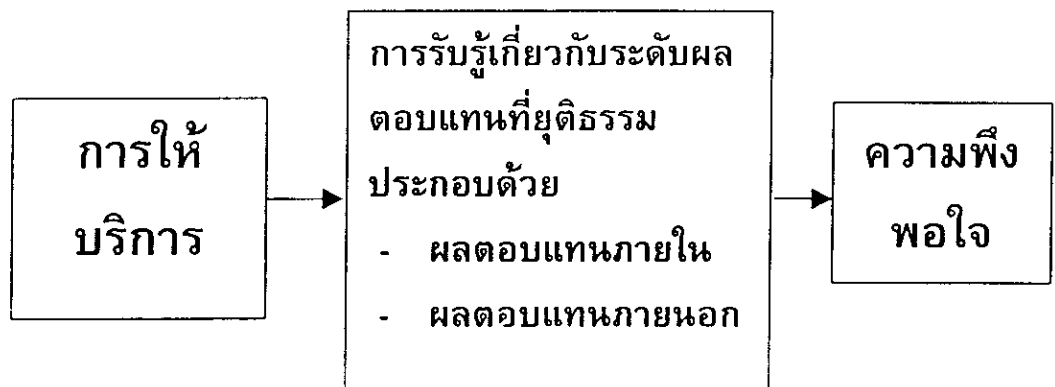 การให้
บริการ
การรับรู้เกี่ยวกับระดับผล
ตอบแทนที่ยุติธรรม
ประกอบด้วย
- ผลตอบแทนภายใน
- ผลตอบแทนภายนอก
ความพึง
พอใจ